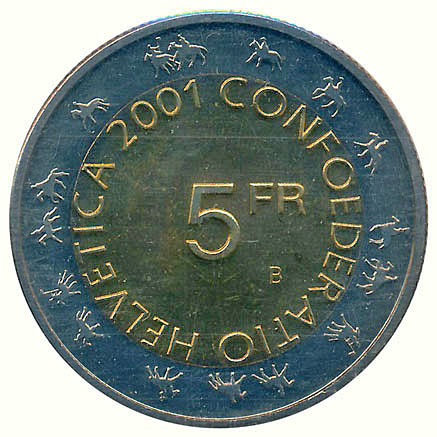 CONFOEDERATIO HELVETICA 2001
5 FR
B